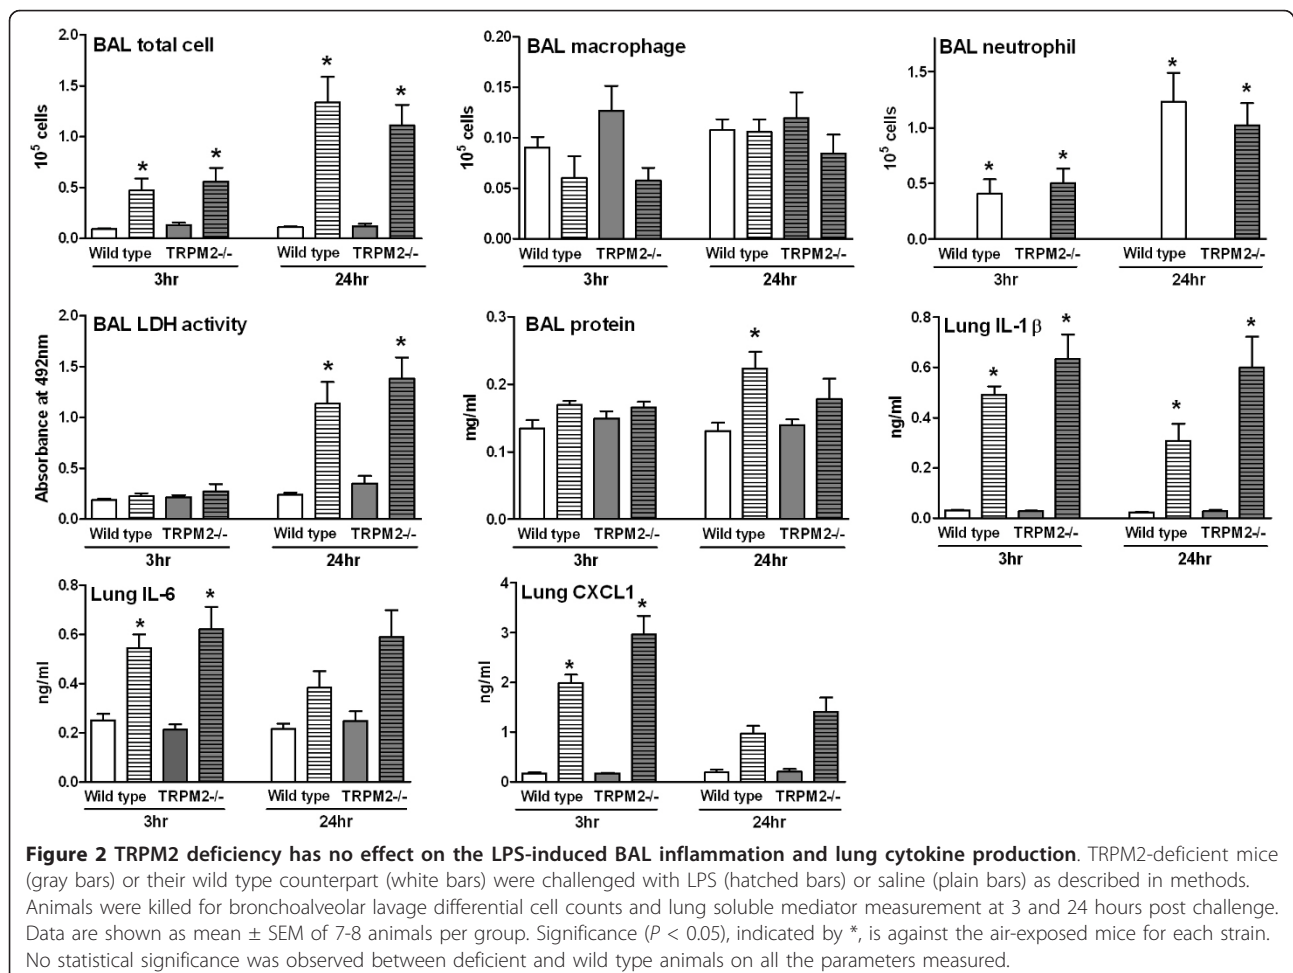 BAL total cell
2.0
1.5
1.0
0.5
0.0
10⁵ cells
*
*
*
*
Wild type TRPM2-/- Wild type TRPM2-/-
3hr 24hr
BAL macrophage
0.20
0.15
0.10
0.05
0.00
10⁵ cells
Wild type TRPM2-/- Wild type TRPM2-/-
3hr 24hr
BAL neutrophil
2.0
1.5
1.0
0.5
0.0
10⁵ cells
*
*
*
*
Wild type TRPM2-/- Wild type TRPM2-/-
3hr 24hr
BAL LDH activity
2.0
1.5
1.0
0.5
0.0
Absorbance at 492nm
*
*
Wild type TRPM2-/- Wild type TRPM2-/-
3hr 24hr
BAL protein
0.3
0.2
0.1
0.0
mg/ml
*
Wild type TRPM2-/- Wild type TRPM2-/-
3hr 24hr
Lung IL-1 β
0.8
0.6
0.4
0.2
0.0
ng/ml
*
*
*
*
Wild type TRPM2-/- Wild type TRPM2-/-
3hr 24hr
Lung IL-6
0.8
0.6
0.4
0.2
0.0
ng/ml
*
*
Wild type TRPM2-/- Wild type TRPM2-/-
3hr 24hr
Lung CXCL1
4
3
2
1
0
ng/ml
*
*
Wild type TRPM2-/- Wild type TRPM2-/-
3hr 24hr
Figure 2 TRPM2 deficiency has no effect on the LPS-induced BAL inflammation and lung cytokine production. TRPM2-deficient mice
(gray bars) or their wild type counterpart (white bars) were challenged with LPS (hatched bars) or saline (plain bars) as described in methods.
Animals were killed for bronchoalveolar lavage differential cell counts and lung soluble mediator measurement at 3 and 24 hours post challenge.
Data are shown as mean ± SEM of 7-8 animals per group. Significance (P < 0.05), indicated by *, is against the air-exposed mice for each strain.
No statistical significance was observed between deficient and wild type animals on all the parameters measured.